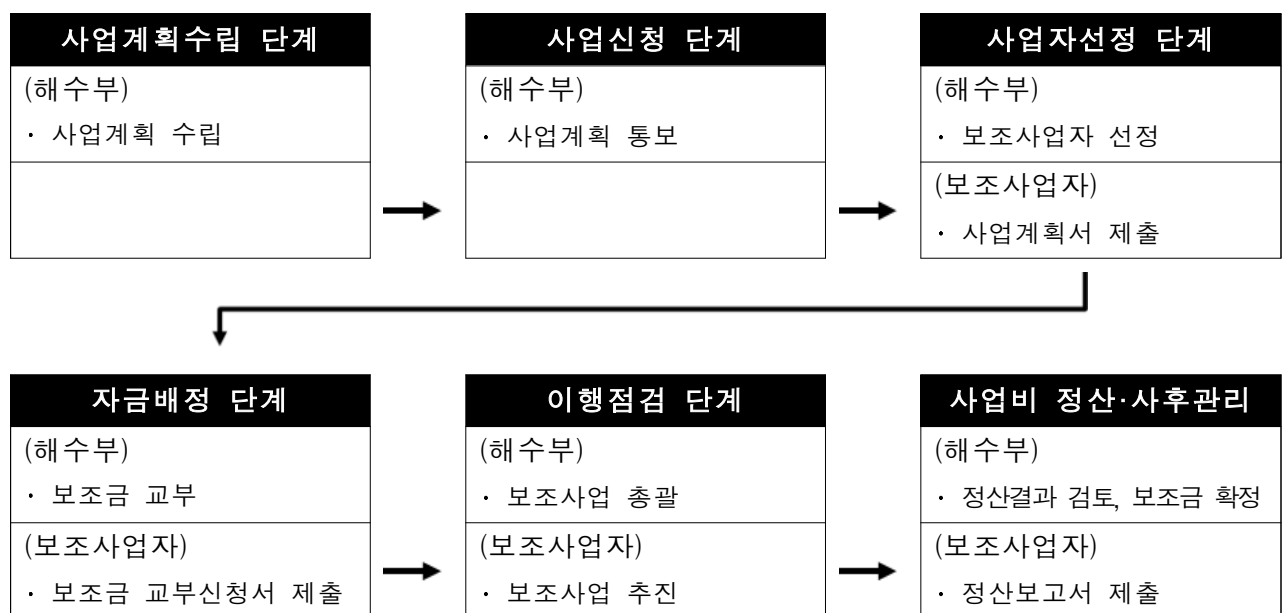 사업계획수립 단계
(해수부)
· 사업계획 수립
사업신청 단계
(해수부)
· 사업계획 통보
사업자선정 단계
(해수부)
· 보조사업자 선정
(보조사업자)
· 사업계획서 제출
자금배정 단계
(해수부)
· 보조금 교부
(보조사업자)
· 보조금 교부신청서 제출
이행점검 단계
(해수부)
· 보조사업 총괄
(보조사업자)
· 보조사업 추진
사업비 정산·사후관리
(해수부)
· 정산결과 검토, 보조금 확정
(보조사업자)
· 정산보고서 제출